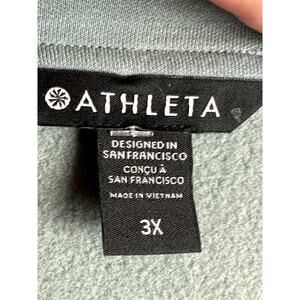 ATHLETA
DESIGNED IN
SAN FRANCISCO
CONÇU À
SAN FRANCISCO
MADE IN VIETNAM
3X